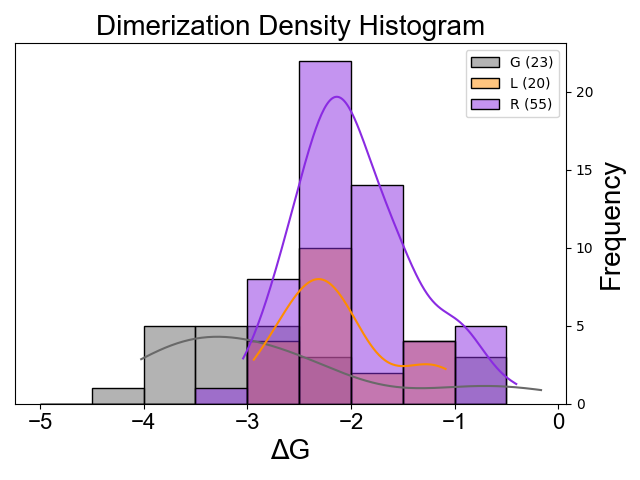 Dimerization Density Histogram
G (23)
L (20)
R (55)
20
15
10
5
0
Frequency
−5 −4 −3 −2 −1 0
ΔG